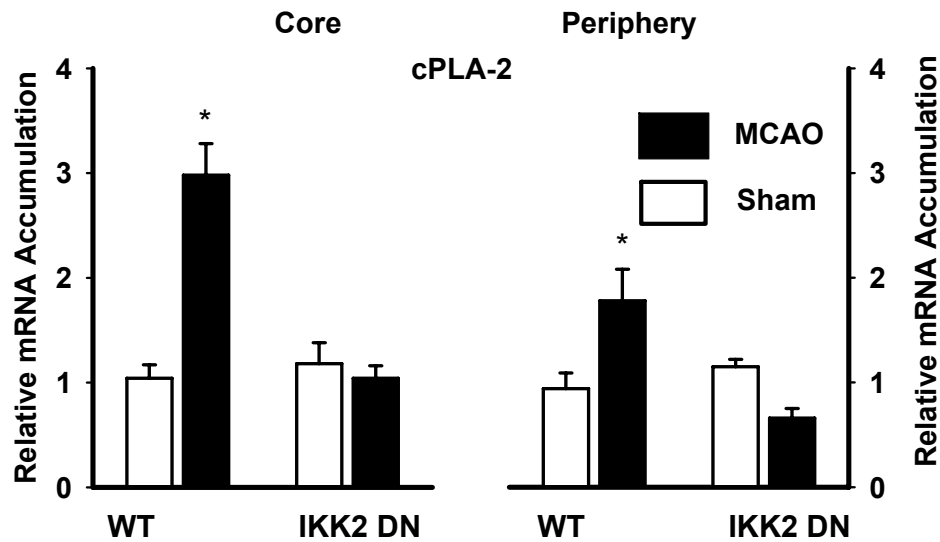 Core Periphery
cPLA-2
Relative mRNA Accumulation
4
3
2
1
0
*
*
MCAO
Sham
4
3
2
1
0
Relative mRNA Accumulation
WT IKK2 DN WT IKK2 DN